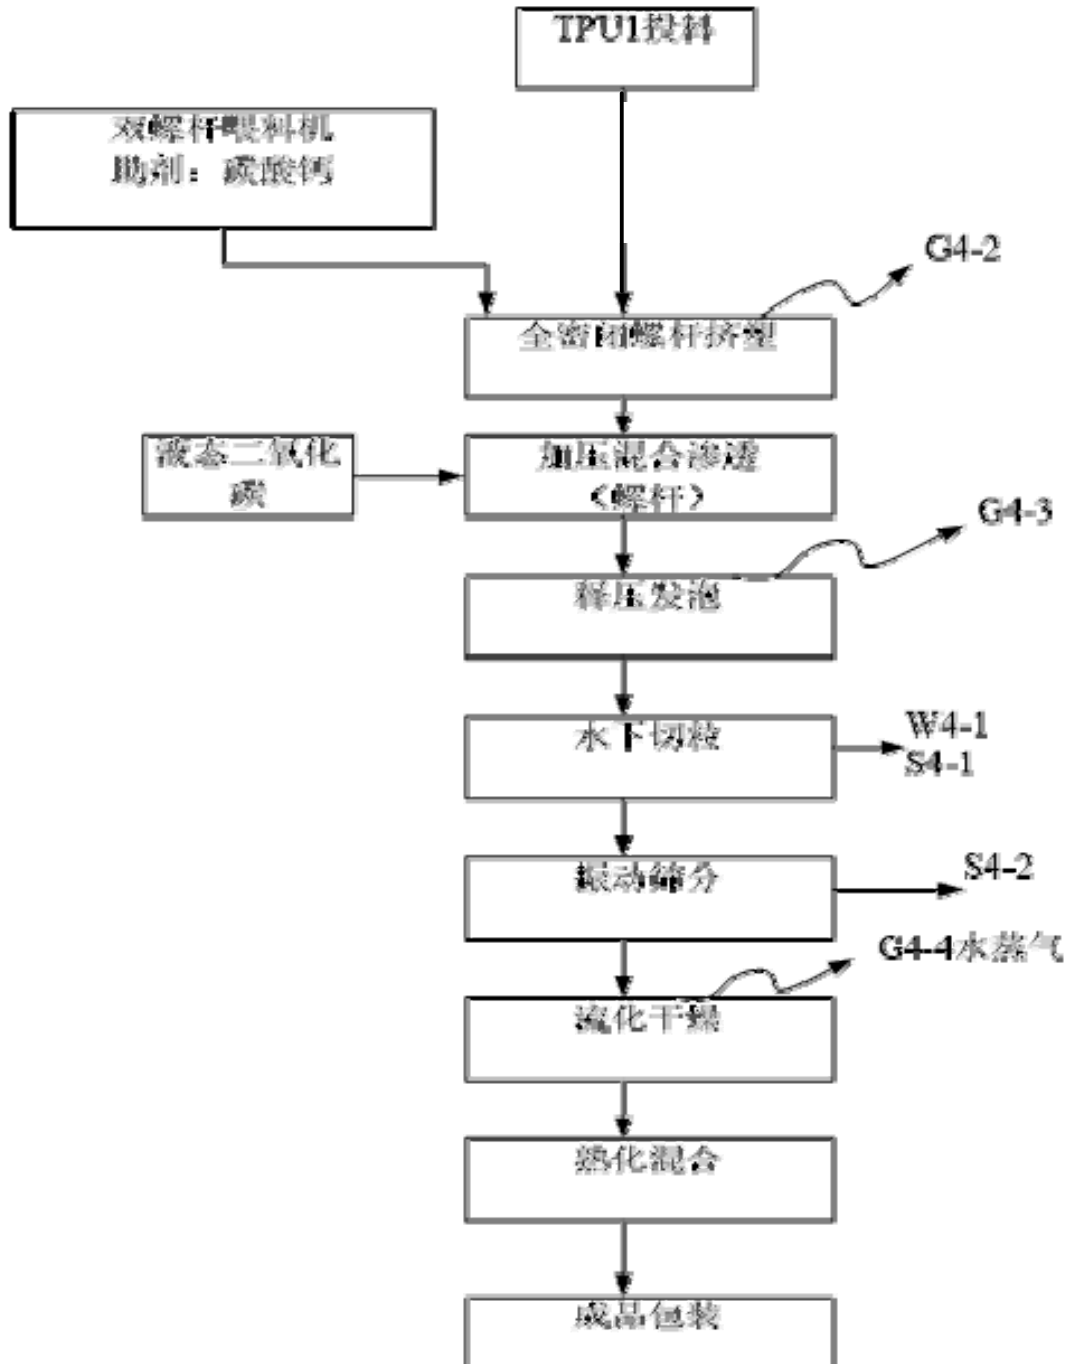 TPU1投料
双螺杆喂料机
助剂：碳酸钙
G4-2
全密闭螺杆挤塑
液态二氧化
碳
加压混合渗透
（螺杆）
G4-3
释压发泡
水下切粒
W4-1
S4-1
振动筛分
S4-2
G4-4水蒸气
流化干燥
熟化混合
成品包装